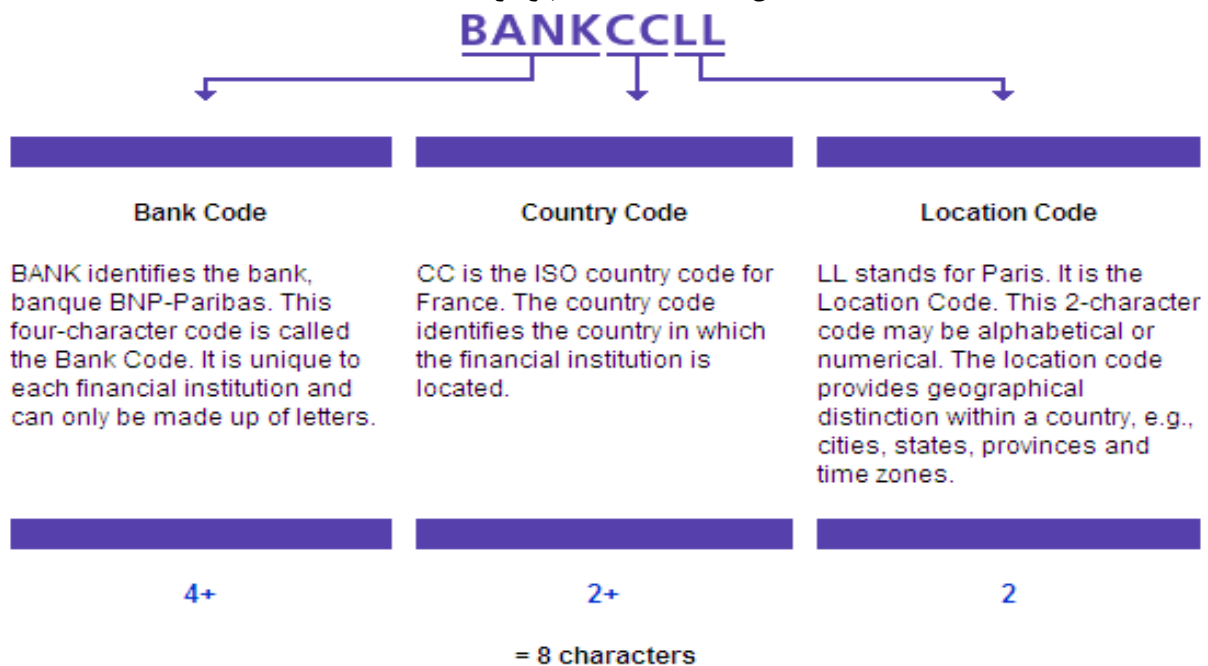 BANKCCLL
Bank Code
BANK identifies the bank,
banque BNP-Paribas. This
four-character code is called
the Bank Code. It is unique to
each financial institution and
can only be made up of letters.
Country Code
CC is the ISO country code for
France. The country code
identifies the country in which
the financial institution is
located.
Location Code
LL stands for Paris. It is the
Location Code. This 2-character
code may be alphabetical or
numerical. The location code
provides geographical
distinction within a country, e.g.,
cities, states, provinces and
time zones.
4+
2+
2
= 8 characters